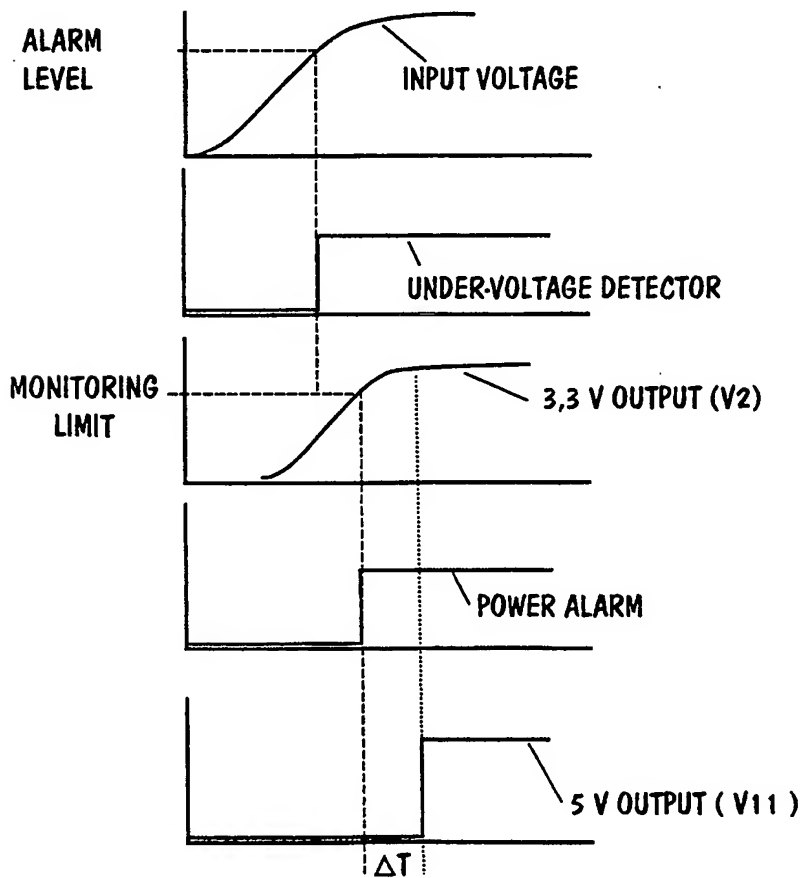 ALARM
LEVEL
INPUT VOLTAGE
UNDER-VOLTAGE DETECTOR
MONITORING
LIMIT
3,3 V OUTPUT (V2)
POWER ALARM
5 V OUTPUT (V11)
ΔT